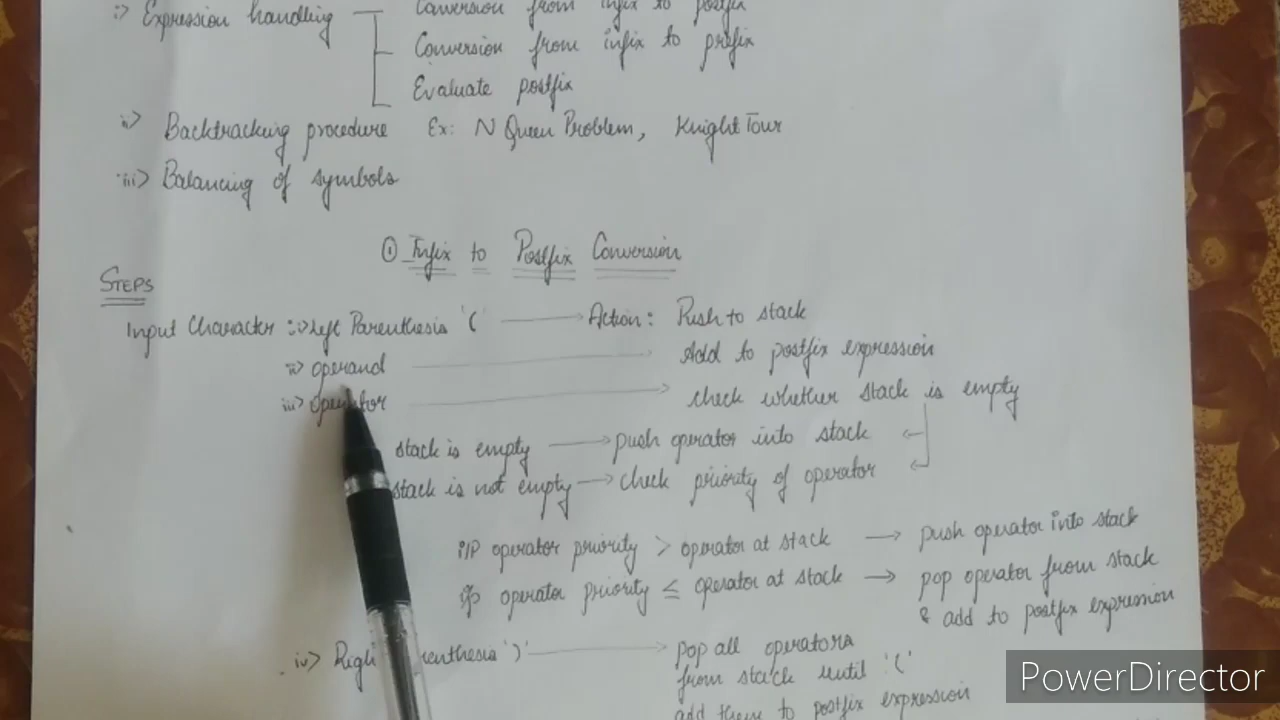 i) Expression handling Conversion from infix to postfix
Conversion from infix to prefix
Evaluate postfix
ii) Backtracking procedure Ex: N Queen Problem, Knight Tour
iii) Balancing of symbols
① Infix to Postfix Conversion
STEPS
Input Character : i) Left Parenthesis '( → Action: Push to stack
ii) operand → Add to postfix expression
iii) operator → check whether stack is empty
stack is empty → push operator into stack
stack is not empty → check priority of operator
i/p operator priority > operator at stack → push operator into stack
i/p operator priority ≤ operator at stack → pop operator from stack
& add to postfix expression
iv) Parenthesis ')' → pop all operators
from stack until '('
add them to postfix expression
PowerDirector